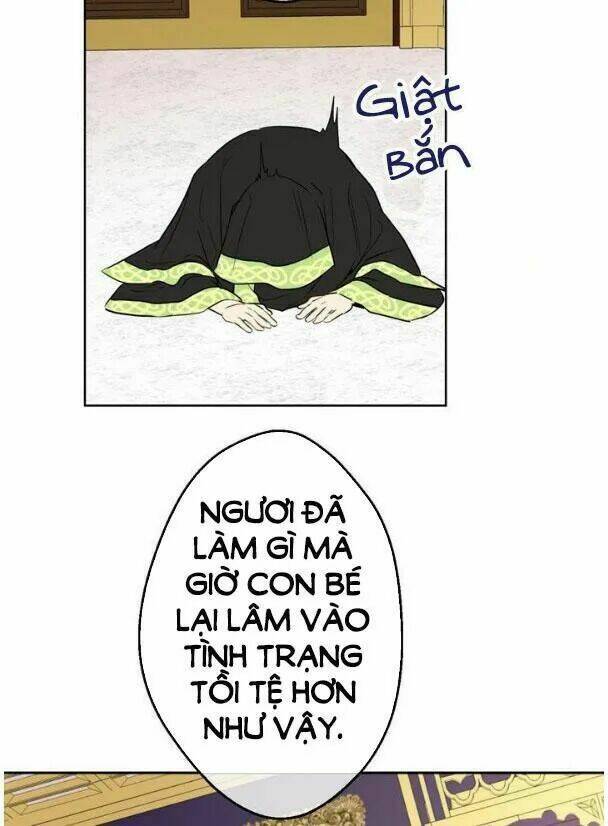 Giật
Bắn
NGƯƠI ĐÃ
LÀM GÌ MÀ
GIỜ CON BÉ
LẠI LÂM VÀO
TÌNH TRẠNG
TỒI TỆ HƠN
NHƯ VẬY.